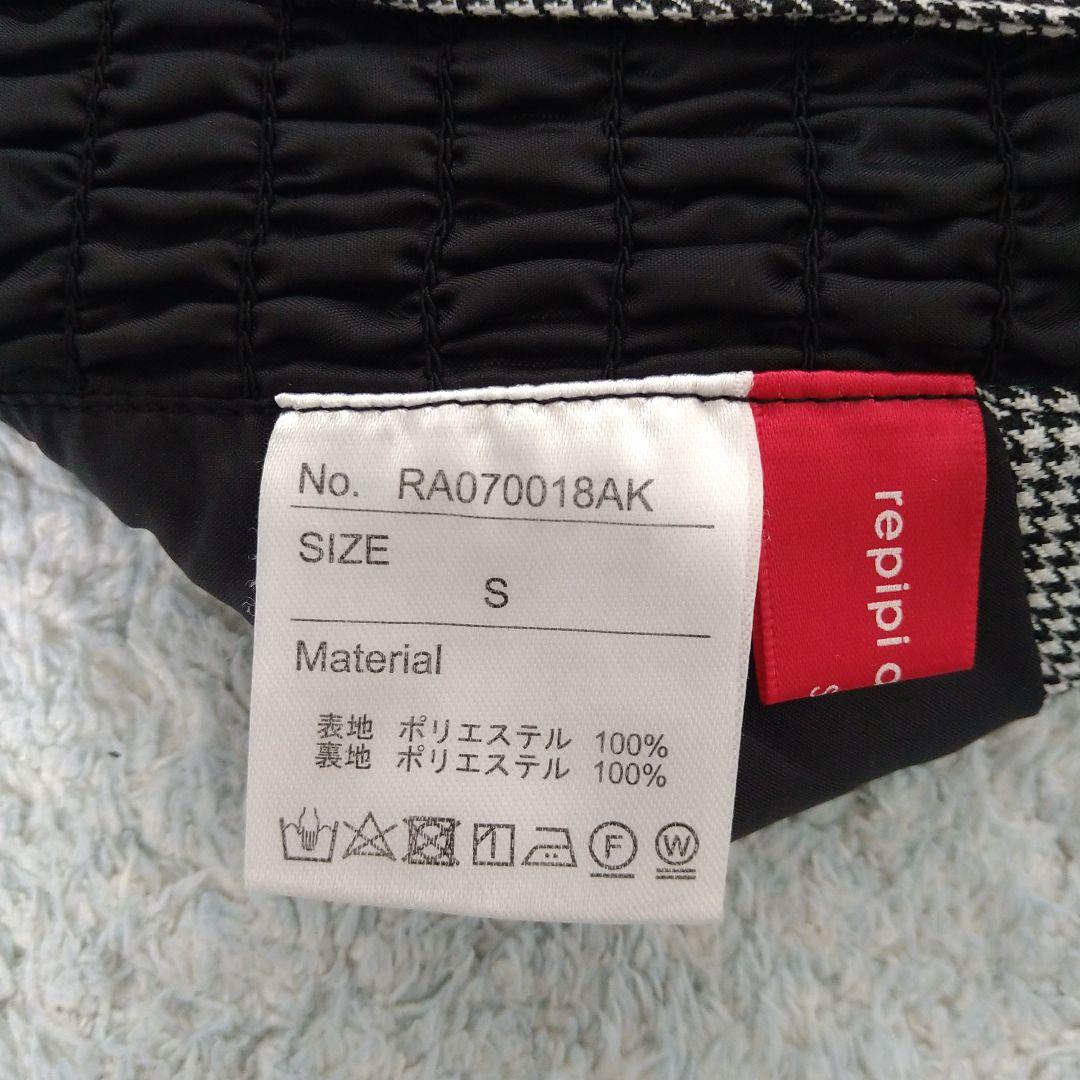 No. RA070018AK
SIZE
S
Material
表地 ポリエステル 100%
裏地 ポリエステル 100%
F
W
repipi